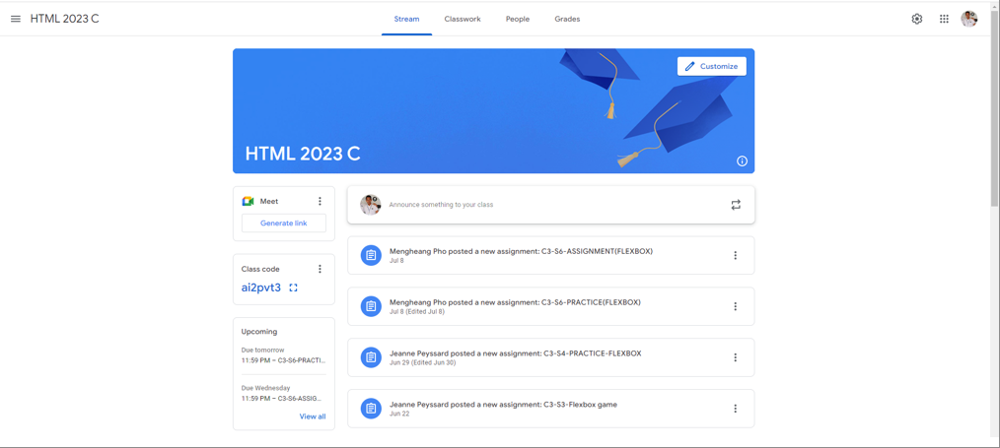 HTML 2023 C
Stream
Classwork
People
Grades
Customize
HTML 2023 C
Meet
Generate link
Class code
ai2pvt3
Upcoming
Due tomorrow
11:59 PM – C3-S6-PRACTI...
Due Wednesday
11:59 PM – C3-S6-ASSIG...
View all
Announce something to your class
Mengheang Pho posted a new assignment: C3-S6-ASSIGNMENT(FLEXBOX)
Jul 8
Mengheang Pho posted a new assignment: C3-S6-PRACTICE(FLEXBOX)
Jul 8 (Edited Jul 8)
Jeanne Peyssard posted a new assignment: C3-S4-PRACTICE-FLEXBOX
Jun 29 (Edited Jun 30)
Jeanne Peyssard posted a new assignment: C3-S3-Flexbox game
Jun 22